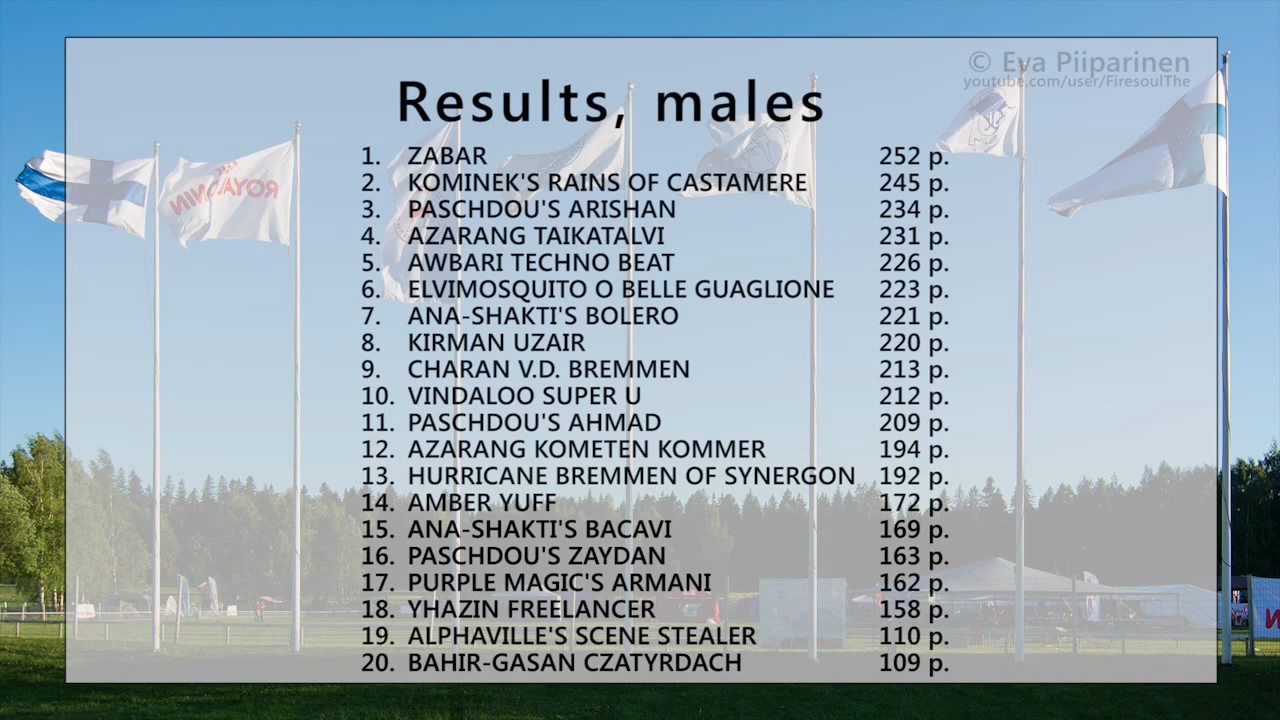 © Eva Piiparinen
youtube.com/user/FiresoulThe
Results, males
1. ZABAR 252 p.
2. KOMINEK'S RAINS OF CASTAMERE 245 p.
3. PASCHDOU'S ARISHAN 234 p.
4. AZARANG TAIKATALVI 231 p.
5. AWBARI TECHNO BEAT 226 p.
6. ELVIMOSQUITO O BELLE GUAGLIONE 223 p.
7. ANA-SHAKTI'S BOLERO 221 p.
8. KIRMAN UZAIR 220 p.
9. CHARAN V.D. BREMMEN 213 p.
10. VINDALOO SUPER U 212 p.
11. PASCHDOU'S AHMAD 209 p.
12. AZARANG KOMETEN KOMMER 194 p.
13. HURRICANE BREMMEN OF SYNERGON 192 p.
14. AMBER YUFF 172 p.
15. ANA-SHAKTI'S BACAVI 169 p.
16. PASCHDOU'S ZAYDAN 163 p.
17. PURPLE MAGIC'S ARMANI 162 p.
18. YHAZIN FREELANCER 158 p.
19. ALPHAVILLE'S SCENE STEALER 110 p.
20. BAHIR-GASAN CZATYRDACH 109 p.
ROYAL CANIN